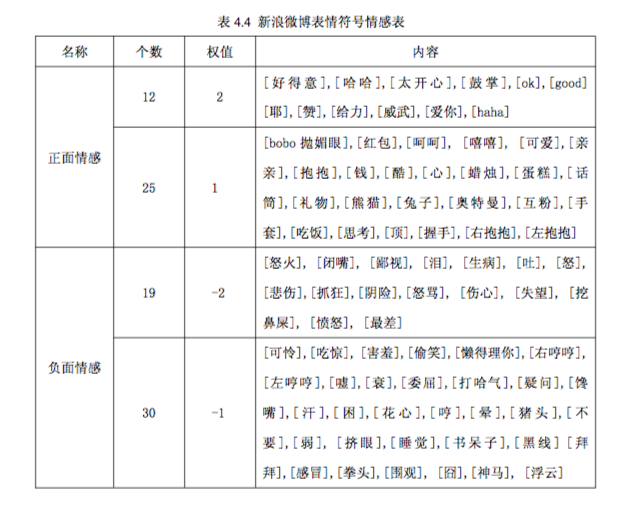 表 4.4 新浪微博表情符号情感表
名称 个数 权值 内容
正面情感
12 2
[好得意],[哈哈],[太开心],[鼓掌],[ok],[good]
[耶],[赞],[给力],[威武],[爱你],[haha]
25 1
[bobo 抛媚眼],[红包],[呵呵], [嘻嘻], [可爱],[亲
亲],[抱抱],[钱],[酷],[心],[蜡烛],[蛋糕],[话
筒],[礼物],[熊猫],[兔子],[奥特曼],[互粉],[手
套],[吃饭],[思考],[顶],[握手],[右抱抱],[左抱抱]
负面情感
19 -2
[怒火], [闭嘴], [鄙视], [泪], [生病], [吐], [怒],
[悲伤],[抓狂],[阴险],[怒骂], [伤心], [失望], [挖
鼻屎], [愤怒], [最差]
30 -1
[可怜],[吃惊], [害羞],[偷笑],[懒得理你],[右哼哼],
[左哼哼],[嘘],[衰],[委屈],[打哈气],[疑问],[馋
嘴],[汗],[困],[花心],[哼],[晕],[猪头],[不
要],[弱], [挤眼],[睡觉],[书呆子],[黑线] [拜
拜],[感冒],[拳头],[围观], [囧],[神马], [浮云]